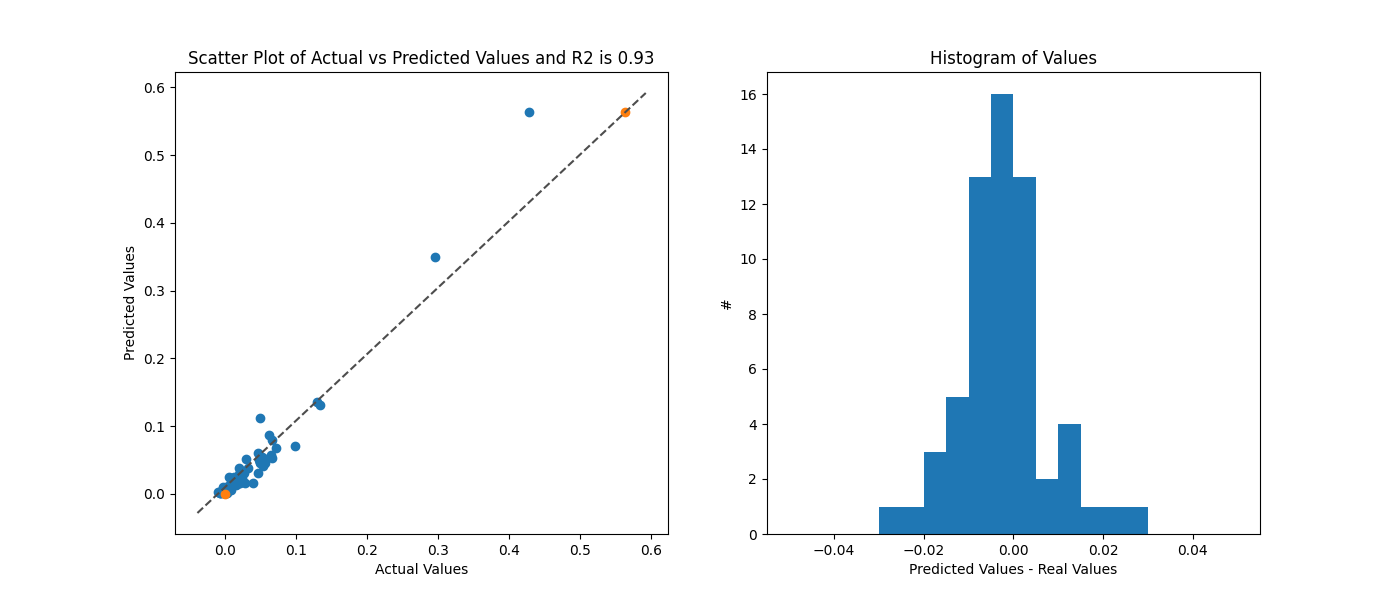 Scatter Plot of Actual vs Predicted Values and R2 is 0.93
0.6
0.5
0.4
0.3
0.2
0.1
0.0
Predicted Values
0.0 0.1 0.2 0.3 0.4 0.5 0.6
Actual Values
Histogram of Values
16
14
12
10
8
6
4
2
0
#
−0.04 −0.02 0.00 0.02 0.04
Predicted Values - Real Values